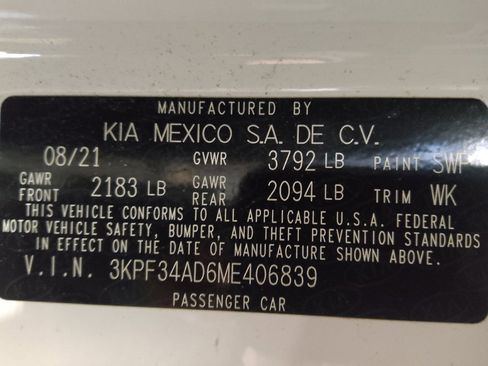 MANUFACTURED BY
KIA MEXICO S.A. DE C.V.
08/21 GVWR 3792 LB PAINT SWP
GAWR FRONT 2183 LB GAWR REAR 2094 LB TRIM WK
THIS VEHICLE CONFORMS TO ALL APPLICABLE U.S.A. FEDERAL
MOTOR VEHICLE SAFETY, BUMPER, AND THEFT PREVENTION STANDARDS
IN EFFECT ON THE DATE OF MANUFACTURE SHOWN ABOVE.
V.I.N. 3KPF34AD6ME406839
PASSENGER CAR